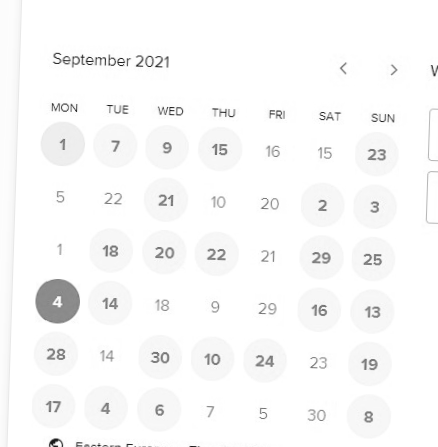 September 2021
W
MON TUE WED THU FRI SAT SUN
1 7 9 15 16 15 23
5 22 21 10 20 2 3
1 18 20 22 21 29 25
4 14 18 9 29 16 13
28 14 30 10 24 23 19
17 4 6 7 5 30 8
Eastern